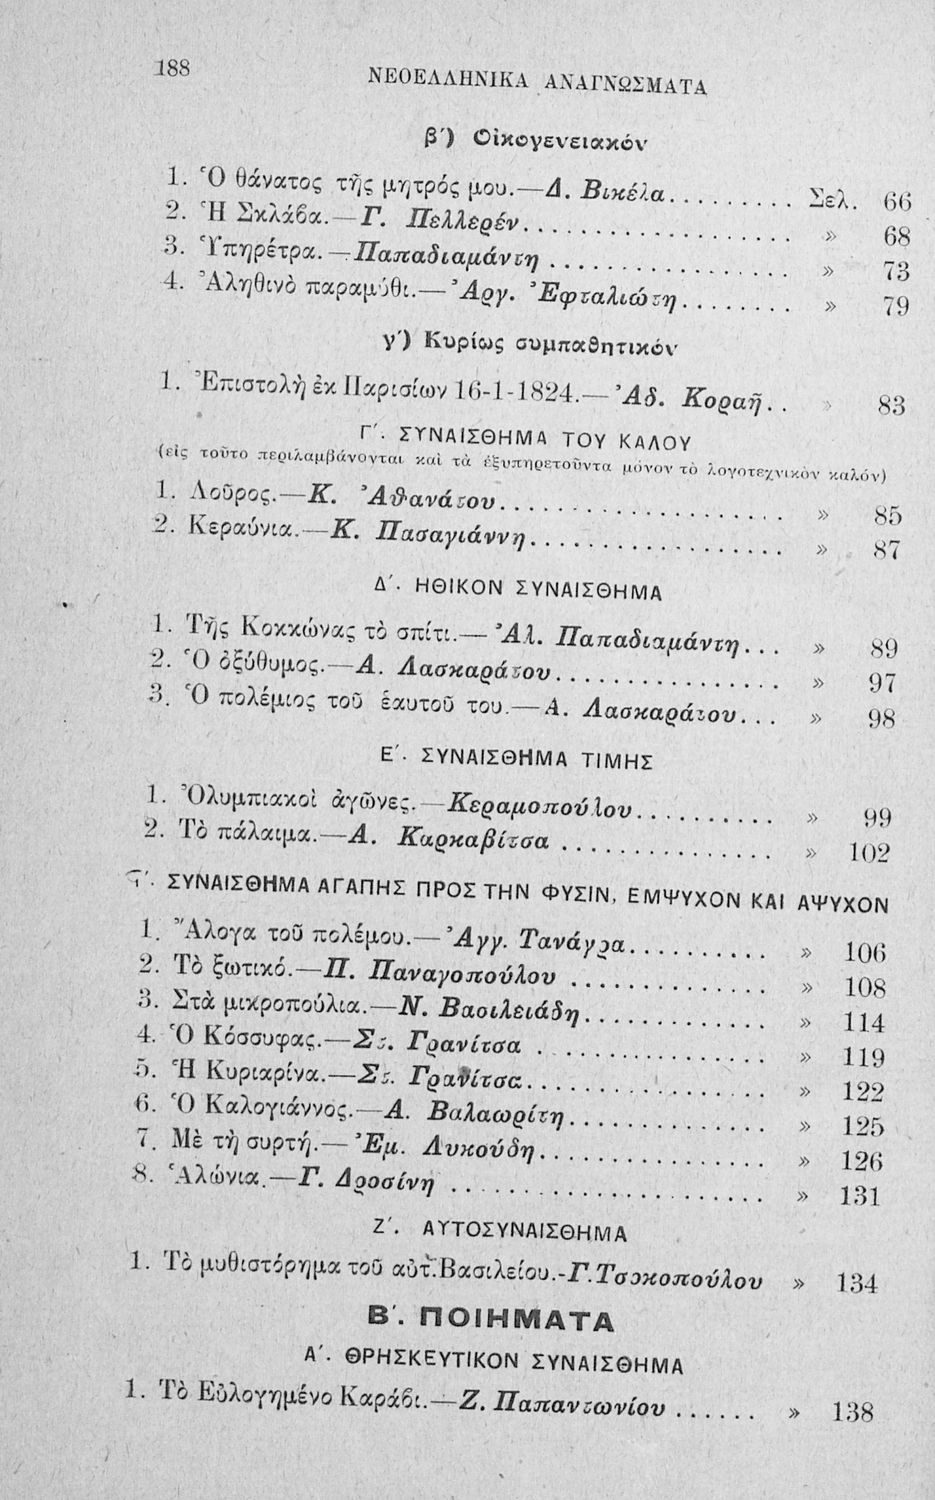 188
ΝΕΟΕΛΛΗΝΙΚΑ ΑΝΑΓΝΩΣΜΑΤΑ
β΄) Οἰκογενειακόν
1. Ὁ θάνατος τῆς μητρός μου.—Δ. Βικέλα......... Σελ. 66
2. Ἡ Σκλάβα.—Γ. Πελλερέν.................. » 68
3. Ὑπηρέτρα.—Παπαδιαμάντη ................ » 73
4. Ἀληθινὸ παραμύθι.—Ἀργ. Ἐφταλιώτη........ » 79
γ΄) Κυρίως συμπαθητικόν
1. Ἐπιστολὴ ἐκ Παρισίων 16-1-1824.—Ἀδ. Κοραῆ. . » 83
Γ΄. ΣΥΝΑΙΣΘΗΜΑ ΤΟΥ ΚΑΛΟΥ
(εἰς τοῦτο περιλαμβάνονται καὶ τὰ ἐξυπηρετοῦντα μόνον τὸ λογοτεχνικὸν καλόν)
1. Λοῦρος.—Κ. Ἀθανάτου................... » 85
2. Κεραύνια.—Κ. Πασαγιάννη................. » 87
Δ΄. ΗΘΙΚΟΝ ΣΥΝΑΙΣΘΗΜΑ
1. Τῆς Κοκκώνας τὸ σπίτι.—Ἀλ. Παπαδιαμάντη... » 89
2. Ὁ ὀξύθυμος.—Α. Λασκαράτου............... » 97
3. Ὁ πολέμιος τοῦ ἑαυτοῦ του.—Α. Λασκαράτου... » 98
Ε΄. ΣΥΝΑΙΣΘΗΜΑ ΤΙΜΗΣ
1. Ὀλυμπιακοὶ ἀγῶνες.—Κεραμοπούλου.......... » 99
2. Τὸ πάλαιμα.—Α. Καρκαβίτσα ............... » 102
Ϛ΄. ΣΥΝΑΙΣΘΗΜΑ ΑΓΑΠΗΣ ΠΡΟΣ ΤΗΝ ΦΥΣΙΝ, ΕΜΨΥΧΟΝ ΚΑΙ ΑΨΥΧΟΝ
1. Ἄλογα τοῦ πολέμου.—Ἀγγ. Τανάγρα.......... » 106
2. Τὸ ξωτικό.—Π. Παναγοπούλου .............. » 108
3. Στὰ μικροπούλια.—Ν. Βασιλειάδη............. » 114
4. Ὁ Κόσσυφας.—Στ. Γρανίτσα ................ » 119
5. Ἡ Κυριαρίνα.—Στ. Γρανίτσα................. » 122
6. Ὁ Καλογιάννος.—Α. Βαλαωρίτη.............. » 125
7. Μὲ τὴ συρτή.—Ἐμ. Λυκούδη................ » 126
8. Ἁλώνια.—Γ. Δροσίνη ...................... » 131
Ζ΄. ΑΥΤΟΣΥΝΑΙΣΘΗΜΑ
1. Τὸ μυθιστόρημα τοῦ αὐτ. Βασιλείου.-Γ. Τσοκοπούλου » 134
Β΄. ΠΟΙΗΜΑΤΑ
Α΄. ΘΡΗΣΚΕΥΤΙΚΟΝ ΣΥΝΑΙΣΘΗΜΑ
1. Τὸ Εὐλογημένο Καράβι.—Ζ. Παπαντωνίου ...... » 138